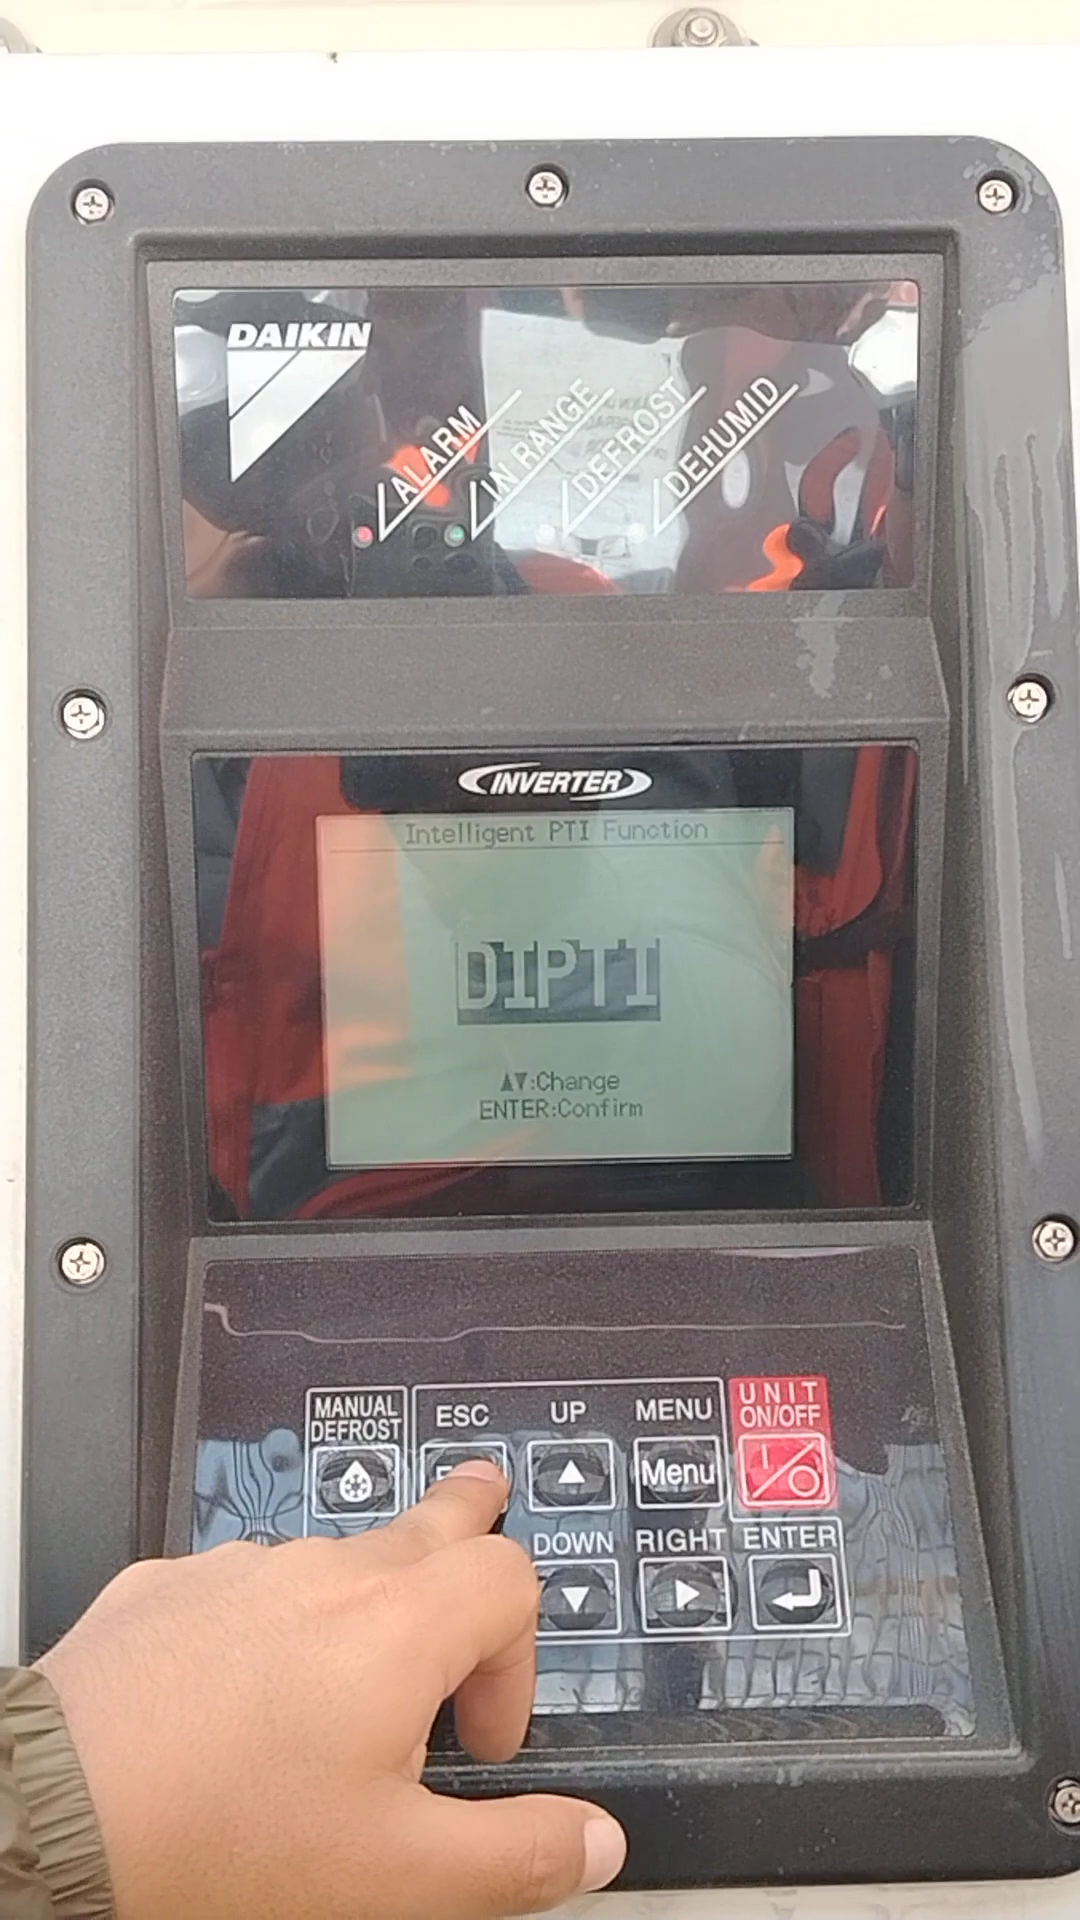 DAIKIN
ALARM
IN RANGE
DEFROST
DEHUMID
INVERTER
Intelligent PTI Function
DIPTI
▲▼:Change
ENTER:Confirm
MANUAL DEFROST
ESC
UP
MENU
UNIT ON/OFF
Menu
I/O
DOWN
RIGHT
ENTER